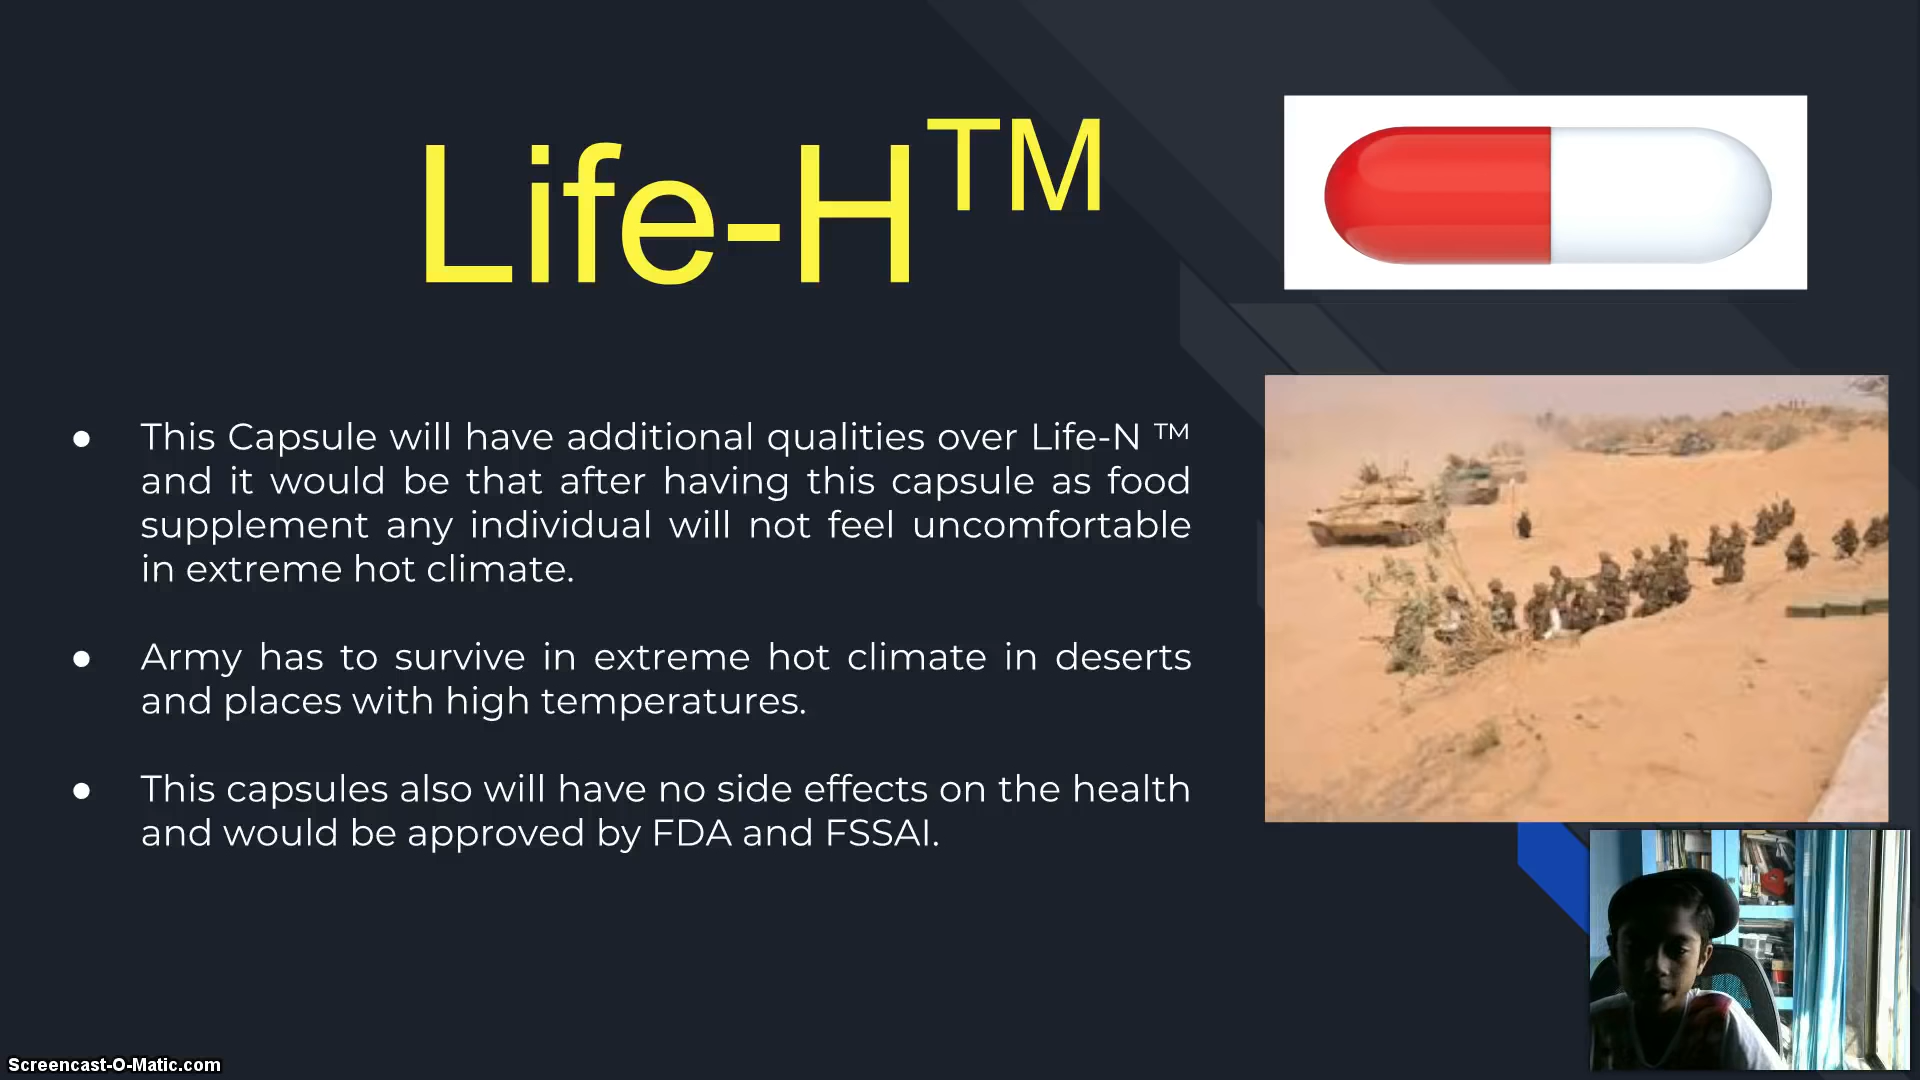 Life-H™
This Capsule will have additional qualities over Life-N ™
and it would be that after having this capsule as food
supplement any individual will not feel uncomfortable
in extreme hot climate.
Army has to survive in extreme hot climate in deserts
and places with high temperatures.
This capsules also will have no side effects on the health
and would be approved by FDA and FSSAI.
Screencast-O-Matic.com